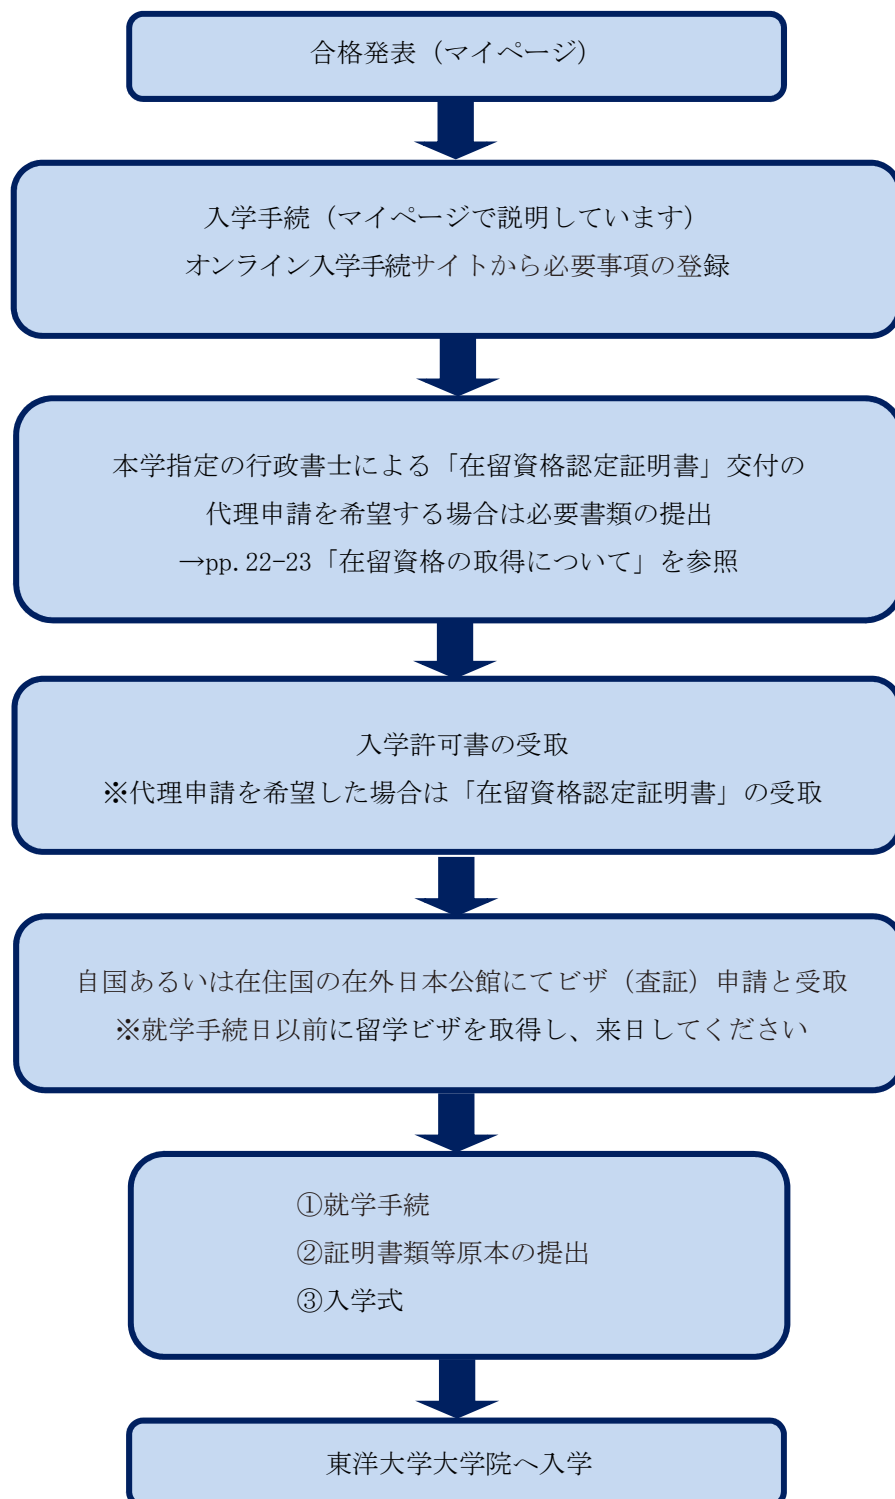 合格発表（マイページ）
入学手続（マイページで説明しています）
オンライン入学手続サイトから必要事項の登録
本学指定の行政書士による「在留資格認定証明書」交付の
代理申請を希望する場合は必要書類の提出
→pp.22-23「在留資格の取得について」を参照
入学許可書の受取
※代理申請を希望した場合は「在留資格認定証明書」の受取
自国あるいは在住国の在外日本公館にてビザ（査証）申請と受取
※就学手続日以前に留学ビザを取得し、来日してください
①就学手続
②証明書類等原本の提出
③入学式
東洋大学大学院へ入学